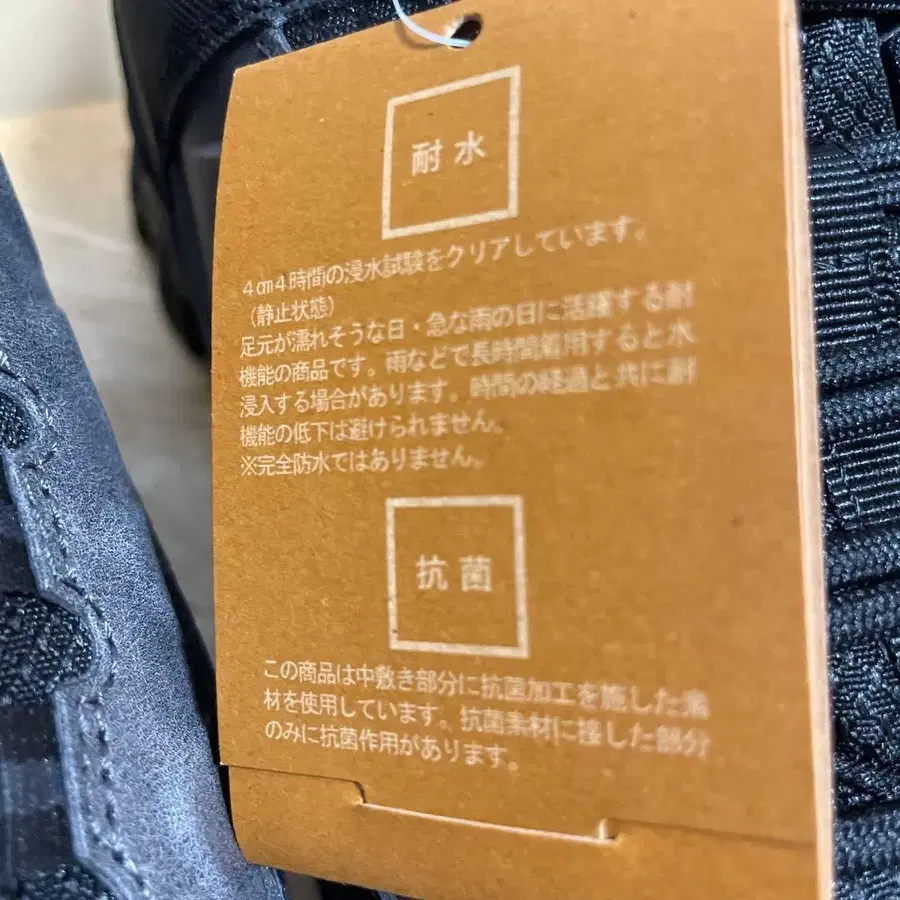 耐水
4cm4時間の浸水試験をクリアしています。
（静止状態）
足元が濡れそうな日・急な雨の日に活躍する耐
機能の商品です。雨などで長時間着用すると水
浸入する場合があります。時間の経過と共に耐
機能の低下は避けられません。
※完全防水ではありません。
抗菌
この商品は中敷き部分に抗菌加工を施した素
材を使用しています。抗菌素材に接した部分
のみに抗菌作用があります。